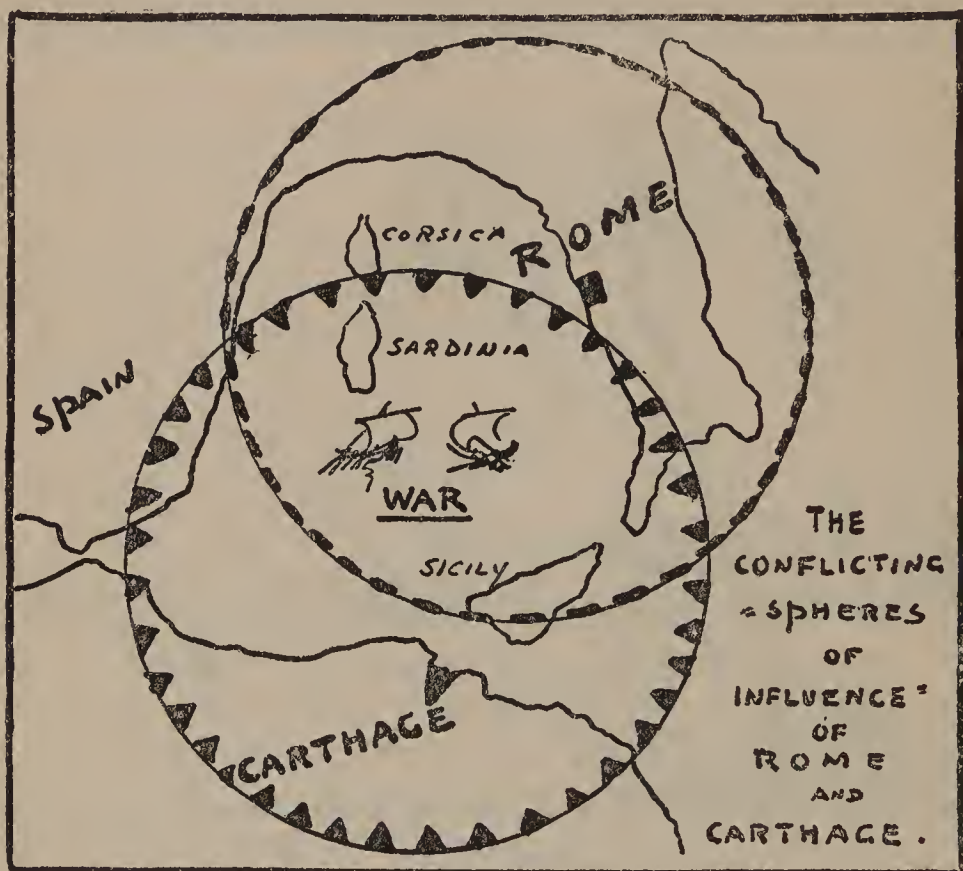 CORSICA
ROME
SARDINIA
SPAIN
WAR
SICILY
CARTHAGE
THE
CONFLICTING
"SPHERES
OF
INFLUENCE"
OF
ROME
AND
CARTHAGE.